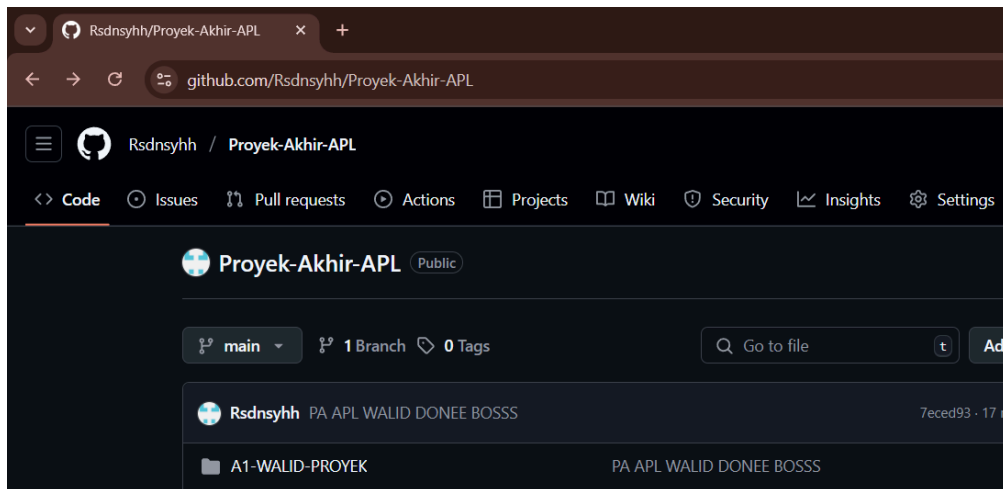 Rsdnsyhh/Proyek-Akhir-APL
github.com/Rsdnsyhh/Proyek-Akhir-APL
Rsdnsyhh / Proyek-Akhir-APL
Code Issues Pull requests Actions Projects Wiki Security Insights Settings
Proyek-Akhir-APL Public
main 1 Branch 0 Tags Go to file t Ad
Rsdnsyhh PA APL WALID DONEE BOSSS 7eced93 · 17
A1-WALID-PROYEK PA APL WALID DONEE BOSSS